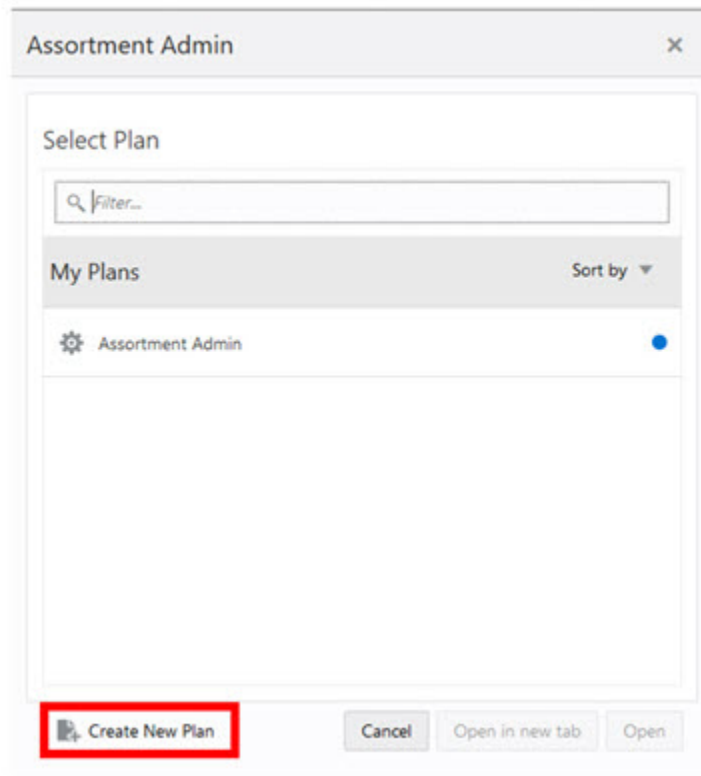 Assortment Admin
Select Plan
Filter...
My Plans Sort by
Assortment Admin
Create New Plan Cancel Open in new tab Open